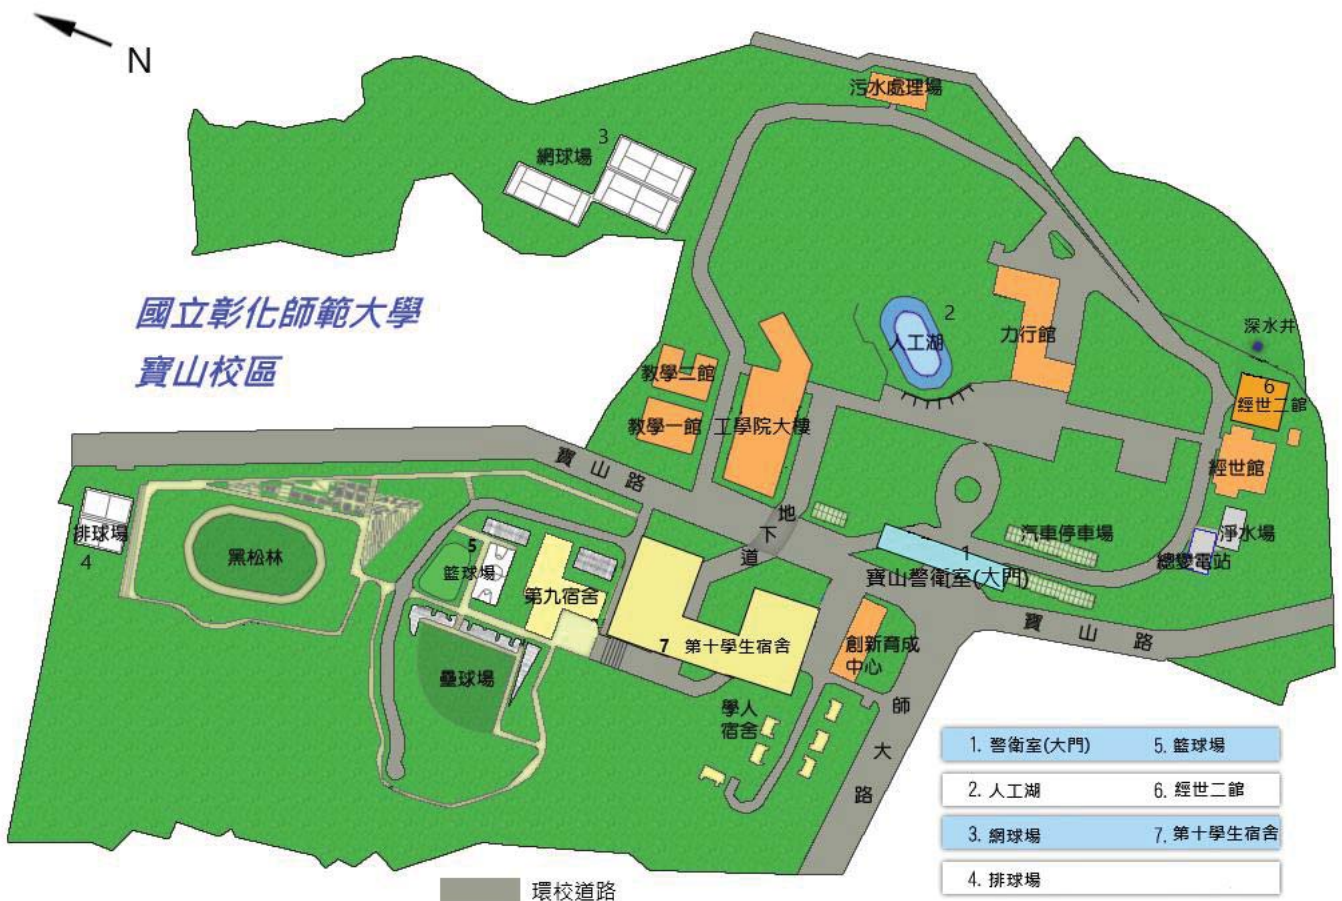 N
污水處理場
3
網球場
國立彰化師範大學
寶山校區
2
人工湖
力行館
深水井
6
經世二館
教學二館
教學一館
工學院大樓
經世館
寶山路
地下道
汽車停車場
淨水場
總變電站
1
寶山警衛室(大門)
排球場
4
黑松林
5
籃球場
第九宿舍
7 第十學生宿舍
創新育成
中心
寶山路
壘球場
學人
宿舍
師大路
1. 警衛室(大門)
5. 籃球場
2. 人工湖
6. 經世二館
3. 網球場
7. 第十學生宿舍
4. 排球場
環校道路